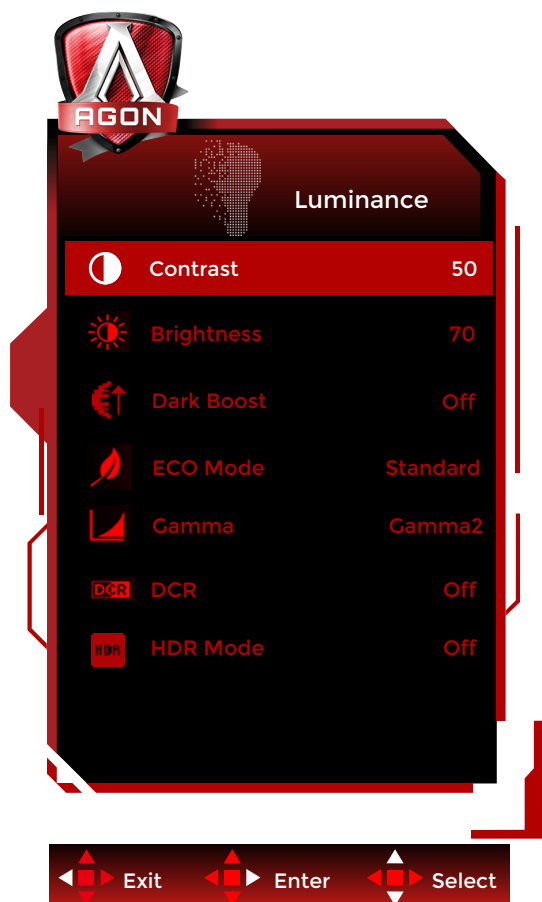 AGON
Luminance
Contrast 50
Brightness 70
Dark Boost Off
ECO Mode Standard
Gamma Gamma2
DCR DCR Off
HDR HDR Mode Off
Exit Enter Select